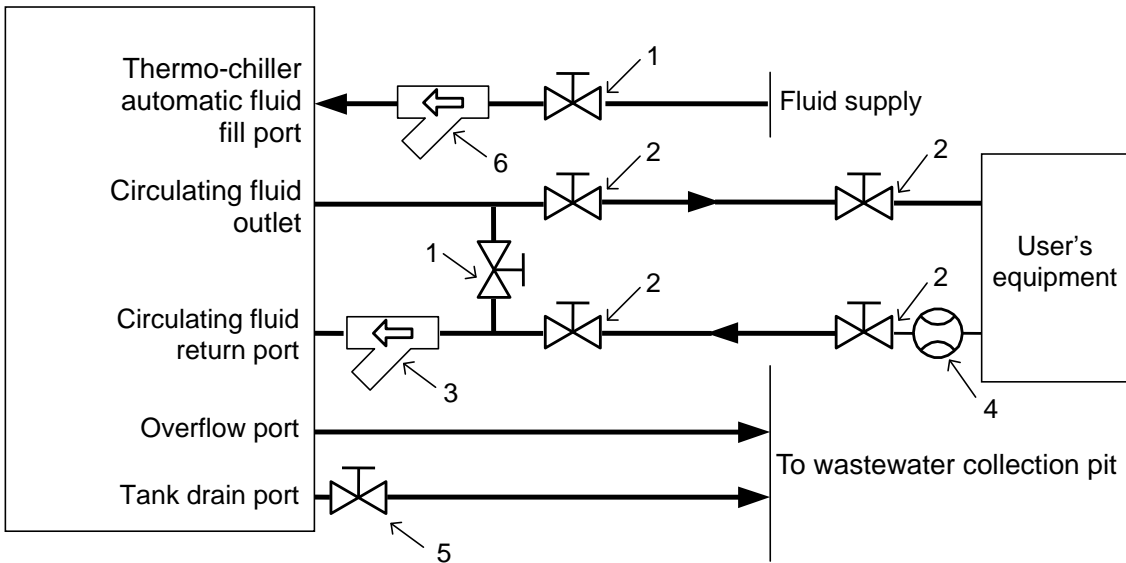 Thermo-chiller
automatic fluid
fill port
1
Fluid supply
6
Circulating fluid
outlet
2
2
User's
equipment
1
Circulating fluid
return port
2
2
3
4
Overflow port
To wastewater collection pit
Tank drain port
5